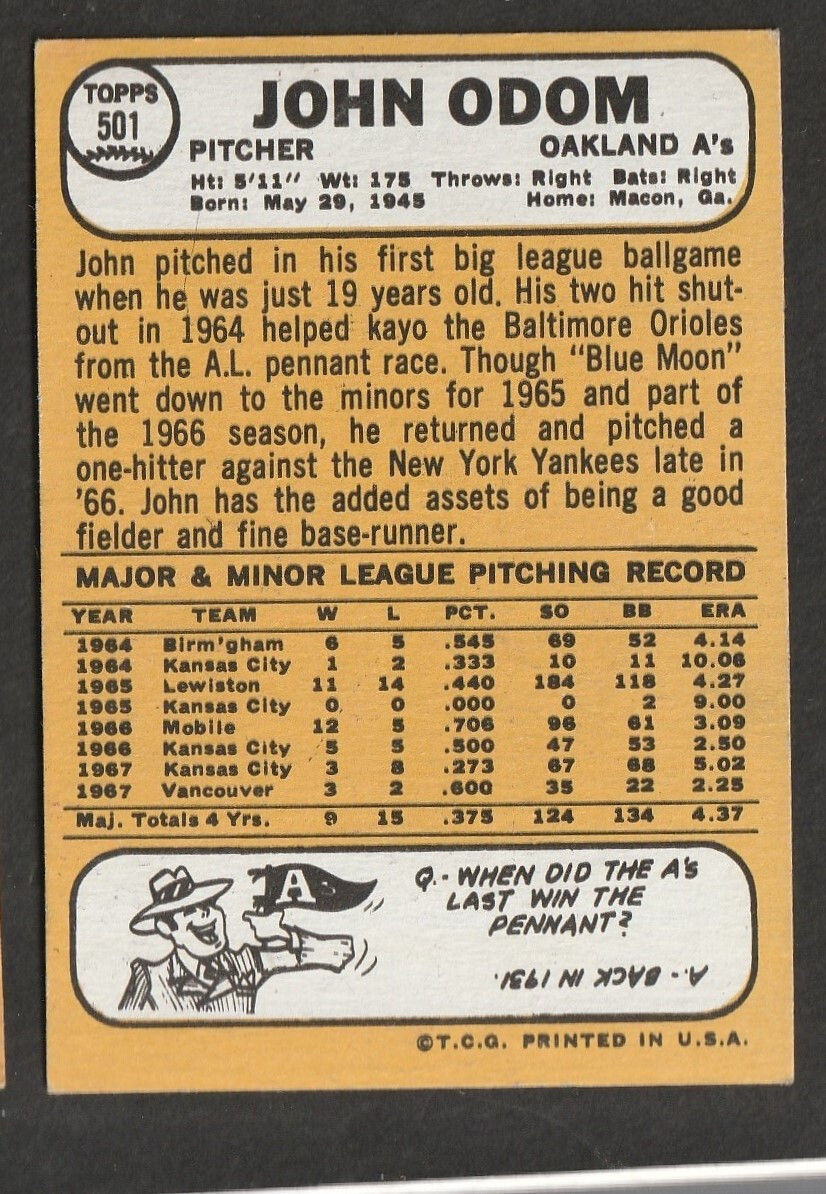 TOPPS
501
JOHN ODOM
PITCHER OAKLAND A's
Ht: 5'11" Wt: 175 Throws: Right Bats: Right
Born: May 29, 1945 Home: Macon, Ga.
John pitched in his first big league ballgame
when he was just 19 years old. His two hit shut-
out in 1964 helped kayo the Baltimore Orioles
from the A.L. pennant race. Though "Blue Moon"
went down to the minors for 1965 and part of
the 1966 season, he returned and pitched a
one-hitter against the New York Yankees late in
'66. John has the added assets of being a good
fielder and fine base-runner.
MAJOR & MINOR LEAGUE PITCHING RECORD
YEAR TEAM W L PCT. SO BB ERA
1964 Birm'gham 6 5 .545 69 52 4.14
1964 Kansas City 1 2 .333 10 11 10.06
1965 Lewiston 11 14 .440 184 118 4.27
1965 Kansas City 0 0 .000 0 2 9.00
1966 Mobile 12 5 .706 96 61 3.09
1966 Kansas City 5 5 .500 47 53 2.50
1967 Kansas City 3 8 .273 67 68 5.02
1967 Vancouver 3 2 .600 35 22 2.25
Maj. Totals 4 Yrs. 9 15 .375 124 134 4.37
A
Q.- WHEN DID THE A's
LAST WIN THE
PENNANT?
A.- BACK IN 1931.
©T.C.G. PRINTED IN U.S.A.